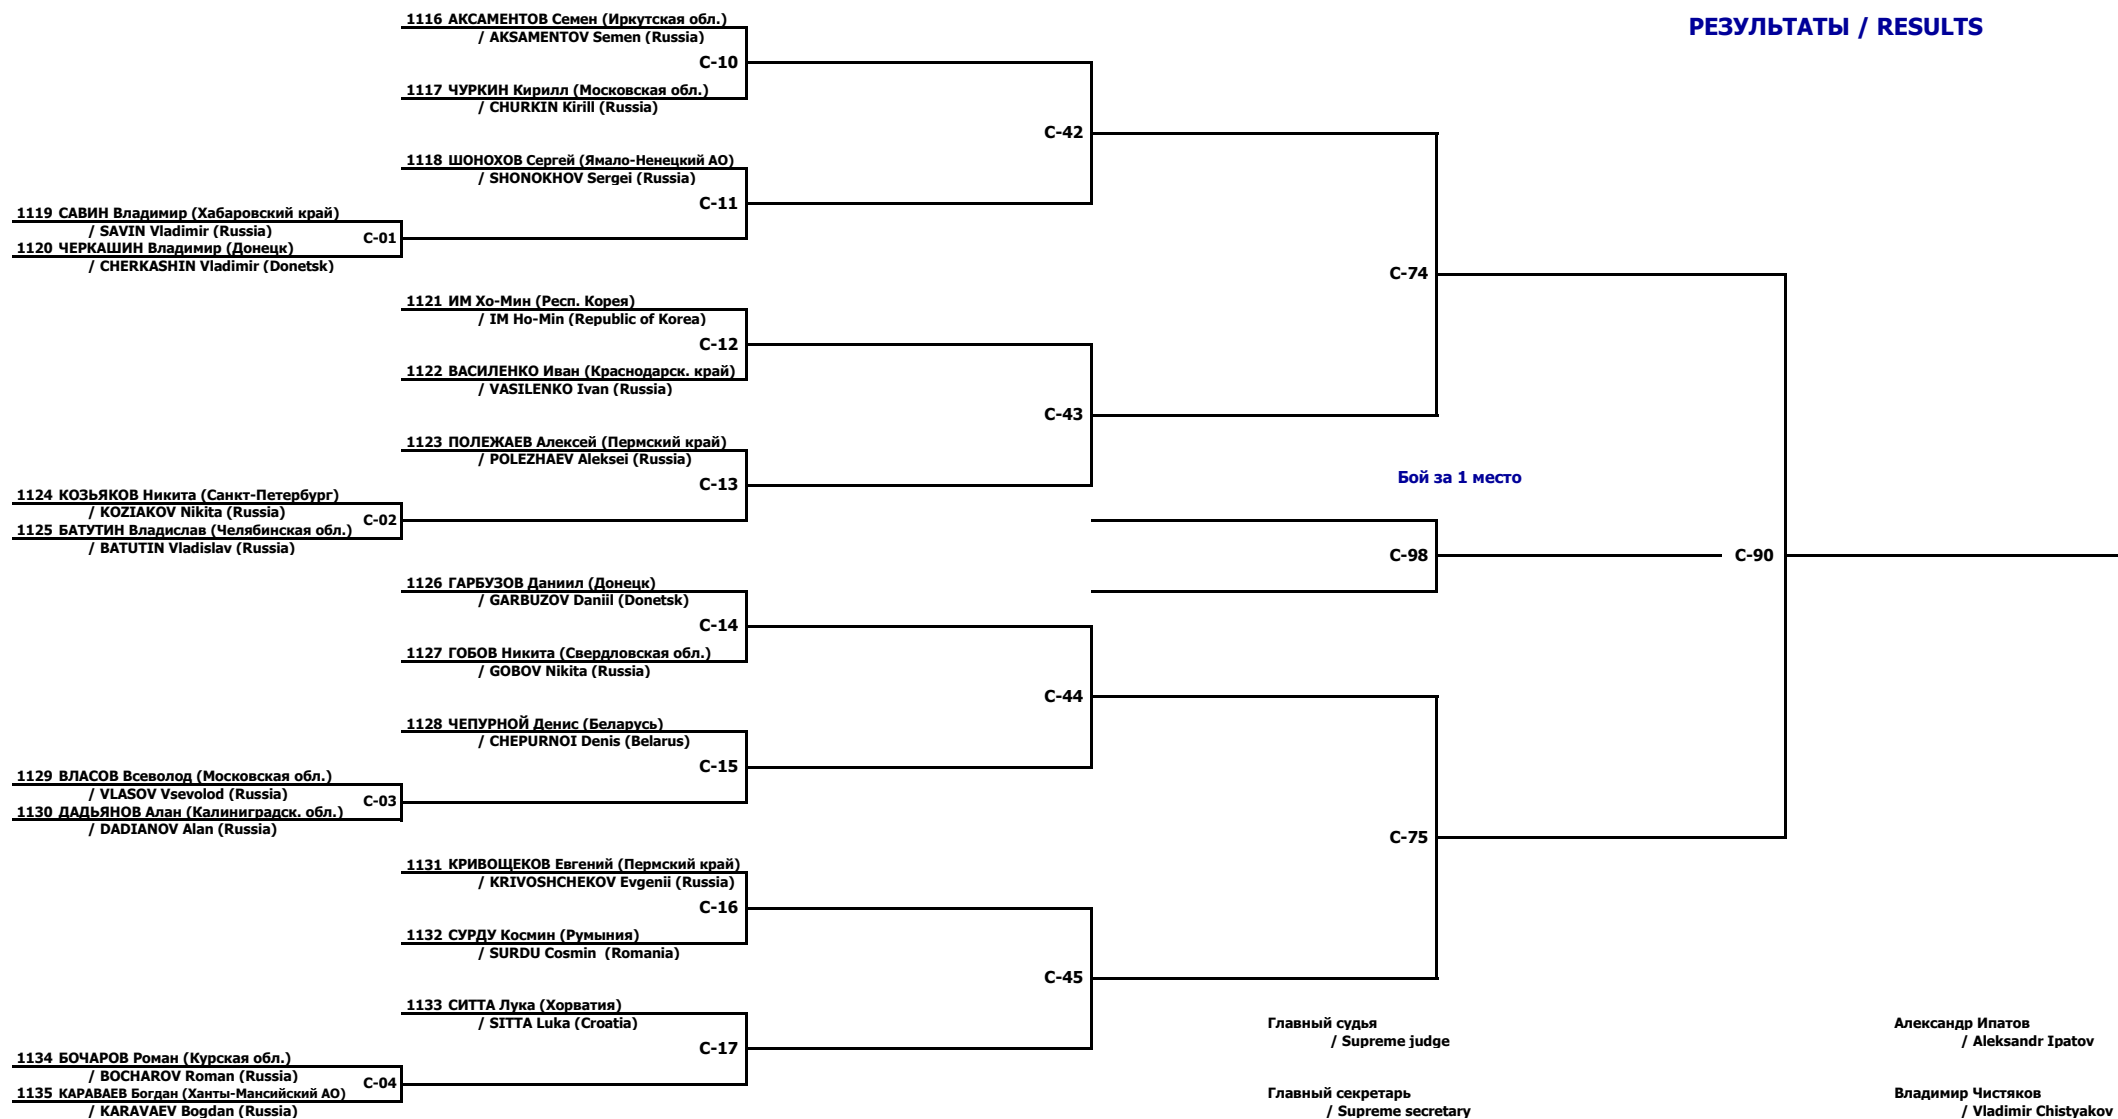 РЕЗУЛЬТАТЫ / RESULTS
1116 АКСАМЕНТОВ Семен (Иркутская обл.)
/ AKSAMENTOV Semen (Russia)
C-10
1117 ЧУРКИН Кирилл (Московская обл.)
/ CHURKIN Kirill (Russia)
C-42
1118 ШОНОХОВ Сергей (Ямало-Ненецкий АО)
/ SHONOKHOV Sergei (Russia)
C-11
1119 САВИН Владимир (Хабаровский край)
/ SAVIN Vladimir (Russia)
C-01
1120 ЧЕРКАШИН Владимир (Донецк)
/ CHERKASHIN Vladimir (Donetsk)
C-74
1121 ИМ Хо-Мин (Респ. Корея)
/ IM Ho-Min (Republic of Korea)
C-12
1122 ВАСИЛЕНКО Иван (Краснодарск. край)
/ VASILENKO Ivan (Russia)
C-43
1123 ПОЛЕЖАЕВ Алексей (Пермский край)
/ POLEZHAEV Aleksei (Russia)
C-13
Бой за 1 место
1124 КОЗЬЯКОВ Никита (Санкт-Петербург)
/ KOZIAKOV Nikita (Russia)
C-02
1125 БАТУТИН Владислав (Челябинская обл.)
/ BATUTIN Vladislav (Russia)
C-98
C-90
1126 ГАРБУЗОВ Даниил (Донецк)
/ GARBUZOV Daniil (Donetsk)
C-14
1127 ГОБОВ Никита (Свердловская обл.)
/ GOBOV Nikita (Russia)
C-44
1128 ЧЕПУРНОЙ Денис (Беларусь)
/ CHEPURNOI Denis (Belarus)
C-15
1129 ВЛАСОВ Всеволод (Московская обл.)
/ VLASOV Vsevolod (Russia)
C-03
1130 ДАДЬЯНОВ Алан (Калиниградск. обл.)
/ DADIANOV Alan (Russia)
C-75
1131 КРИВОЩЕКОВ Евгений (Пермский край)
/ KRIVOSHCHEKOV Evgenii (Russia)
C-16
1132 СУРДУ Космин (Румыния)
/ SURDU Cosmin (Romania)
C-45
1133 СИТТА Лука (Хорватия)
/ SITTA Luka (Croatia)
C-17
Главный судья
/ Supreme judge
Александр Ипатов
/ Aleksandr Ipatov
1134 БОЧАРОВ Роман (Курская обл.)
/ BOCHAROV Roman (Russia)
C-04
1135 КАРАВАЕВ Богдан (Ханты-Мансийский АО)
/ KARAVAEV Bogdan (Russia)
Главный секретарь
/ Supreme secretary
Владимир Чистяков
/ Vladimir Chistyakov